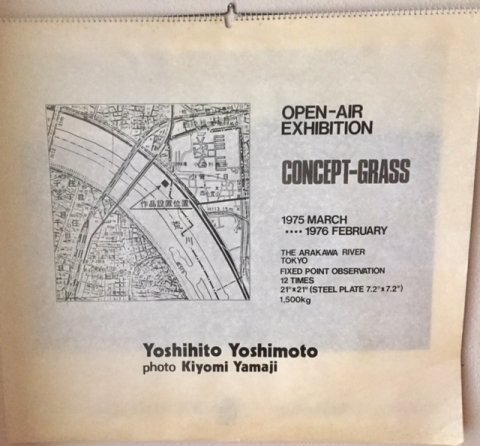 OPEN-AIR
EXHIBITION
CONCEPT-GRASS
1975 MARCH
•••• 1976 FEBRUARY
THE ARAKAWA RIVER
TOKYO
FIXED POINT OBSERVATION
12 TIMES
21"×21" (STEEL PLATE 7.2"×7.2")
1,500kg
作品設置位置
荒川
Yoshihito Yoshimoto
photo Kiyomi Yamaji